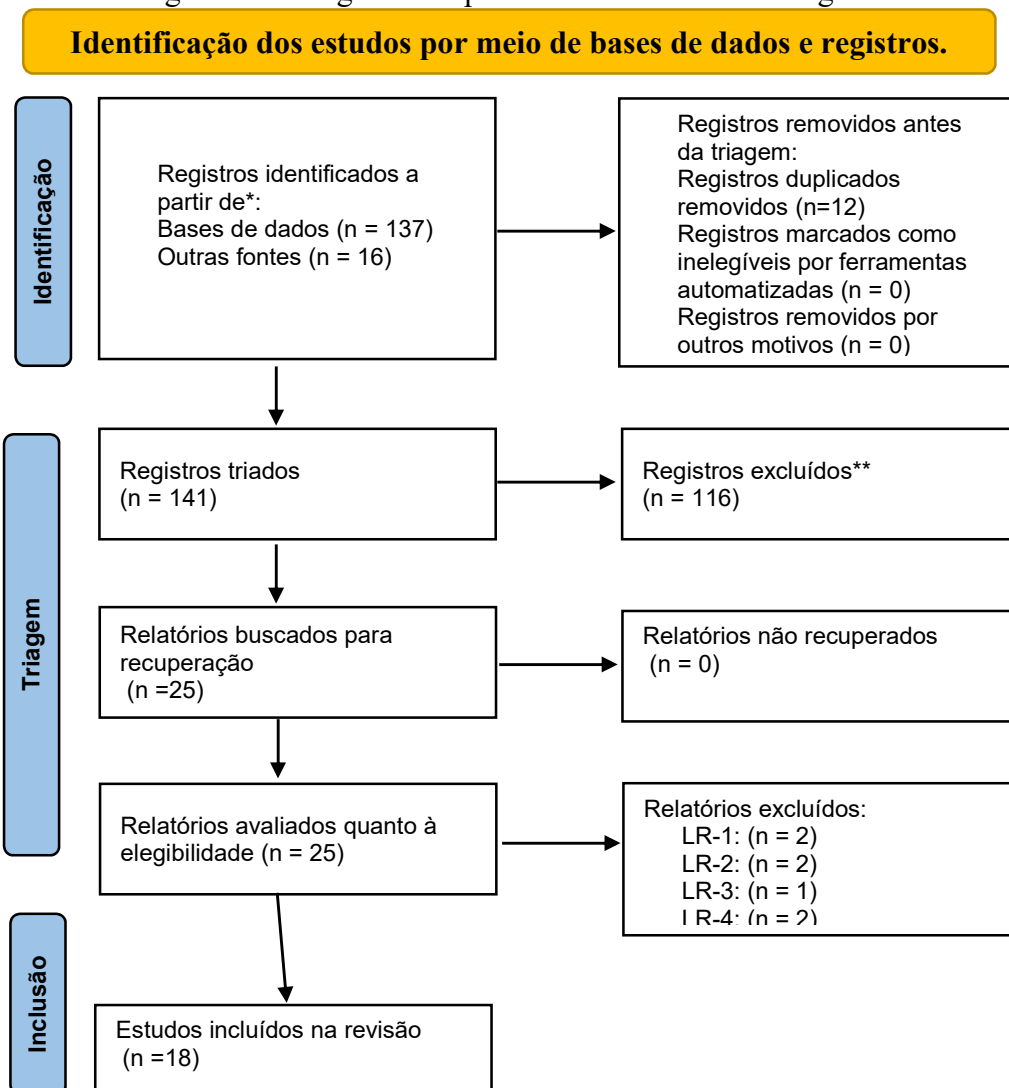 Identificação dos estudos por meio de bases de dados e registros.
Identificação
Registros identificados a
partir de*:
Bases de dados (n = 137)
Outras fontes (n = 16)
Registros removidos antes
da triagem:
Registros duplicados
removidos (n=12)
Registros marcados como
inelegíveis por ferramentas
automatizadas (n = 0)
Registros removidos por
outros motivos (n = 0)
Triagem
Registros triados
(n = 141)
Registros excluídos**
(n = 116)
Relatórios buscados para
recuperação
(n =25)
Relatórios não recuperados
(n = 0)
Relatórios avaliados quanto à
elegibilidade (n = 25)
Relatórios excluídos:
LR-1: (n = 2)
LR-2: (n = 2)
LR-3: (n = 1)
LR-4: (n = 2)
Inclusão
Estudos incluídos na revisão
(n =18)